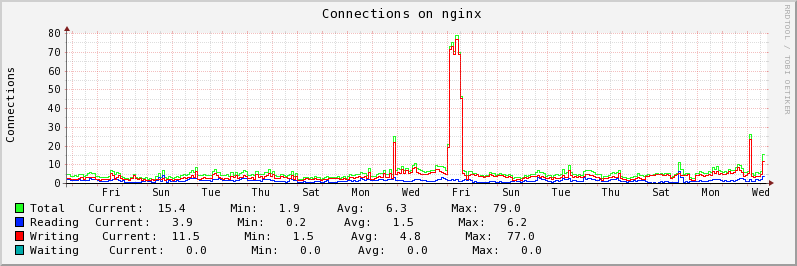 Connections on nginx
RRDTOOL / TOBI OETIKER
Connections
80
70
60
50
40
30
20
10
0
Fri Sun Tue Thu Sat Mon Wed Fri Sun Tue Thu Sat Mon Wed
Total Current: 15.4 Min: 1.9 Avg: 6.3 Max: 79.0
Reading Current: 3.9 Min: 0.2 Avg: 1.5 Max: 6.2
Writing Current: 11.5 Min: 1.5 Avg: 4.8 Max: 77.0
Waiting Current: 0.0 Min: 0.0 Avg: 0.0 Max: 0.0